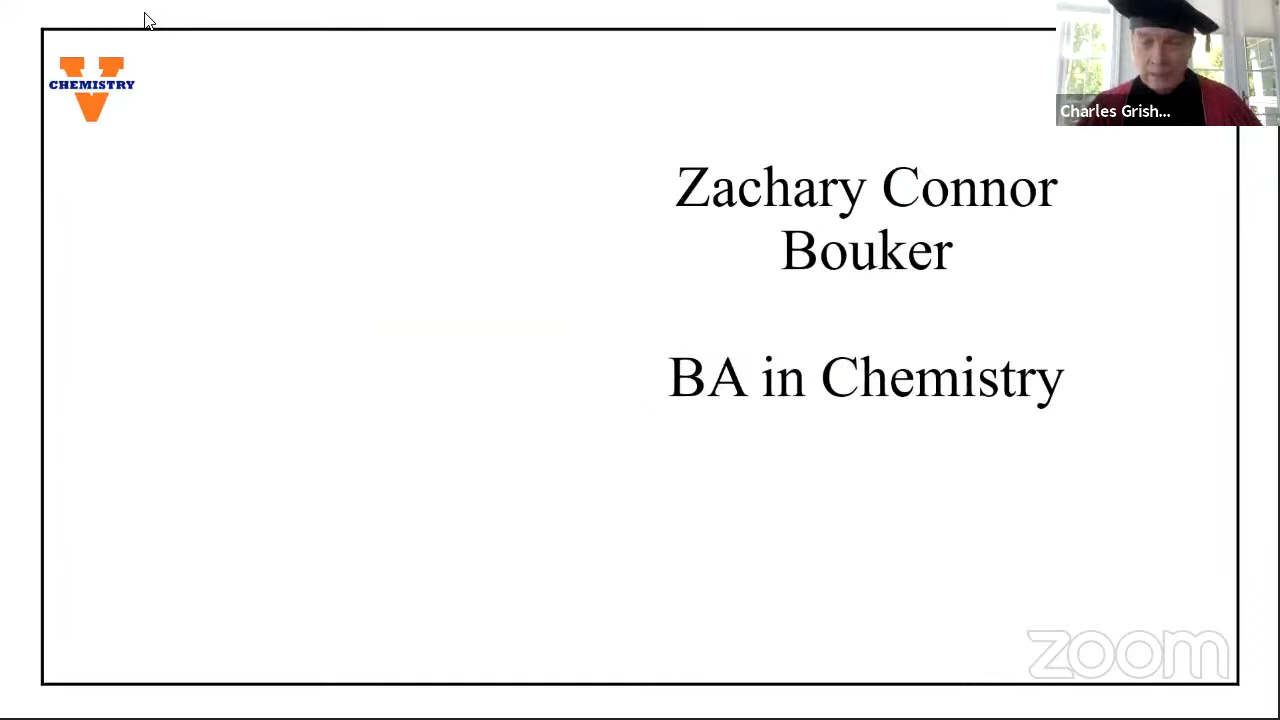 CHEMISTRY
V
Charles Grish...
Zachary Connor
Bouker
BA in Chemistry
zoom